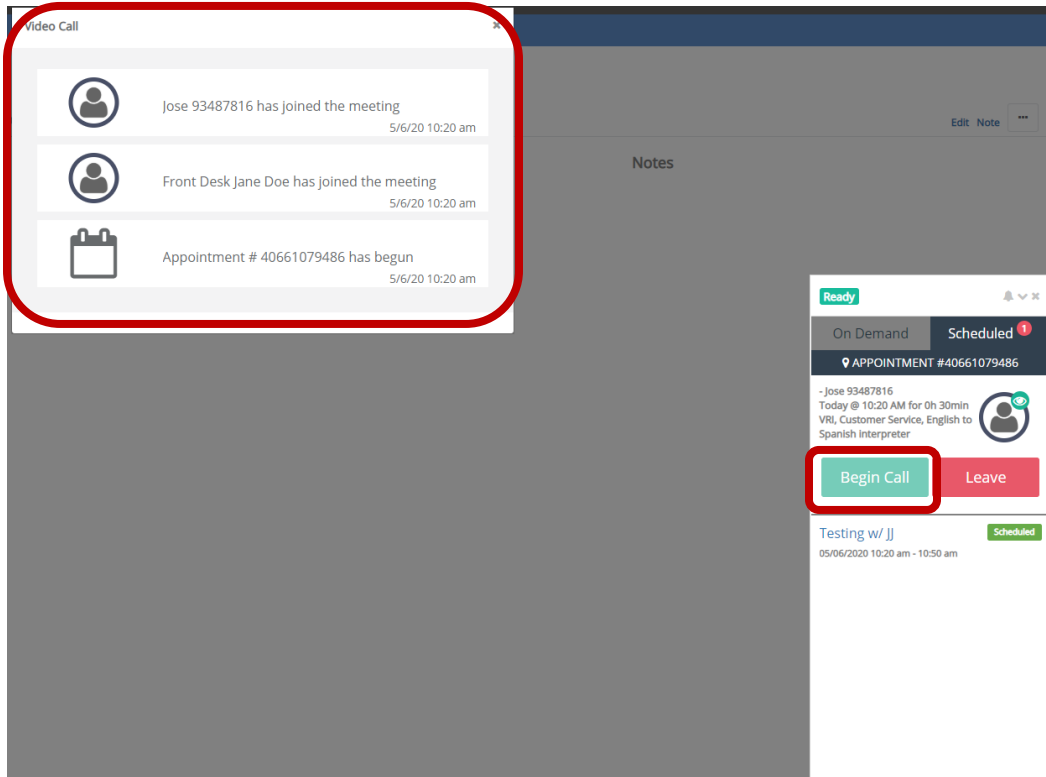 Video Call
Jose 93487816 has joined the meeting
5/6/20 10:20 am
Front Desk Jane Doe has joined the meeting
5/6/20 10:20 am
Appointment # 40661079486 has begun
5/6/20 10:20 am
Edit Note ...
Notes
Ready
On Demand Scheduled 1
APPOINTMENT #40661079486
- Jose 93487816
Today @ 10:20 AM for 0h 30min
VRI, Customer Service, English to
Spanish interpreter
Begin Call Leave
Testing w/ JJ Scheduled
05/06/2020 10:20 am - 10:50 am